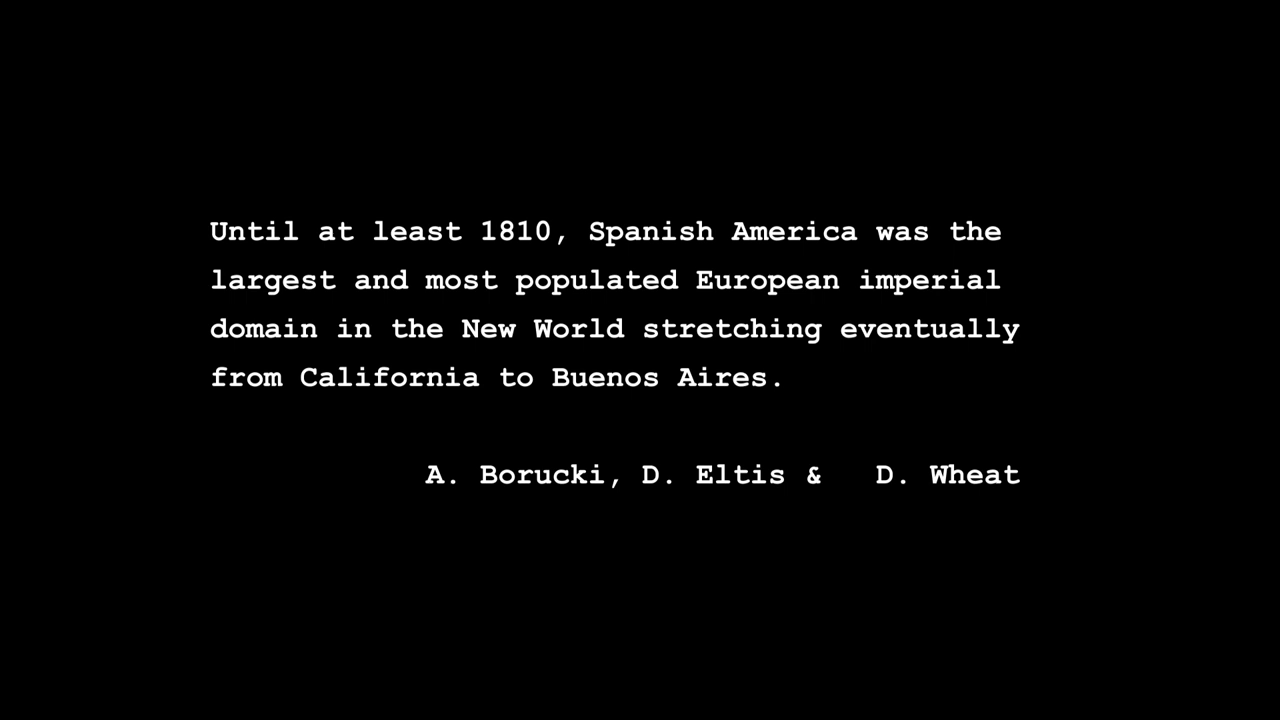 Until at least 1810, Spanish America was the
largest and most populated European imperial
domain in the New World stretching eventually
from California to Buenos Aires.
A. Borucki, D. Eltis &   D. Wheat